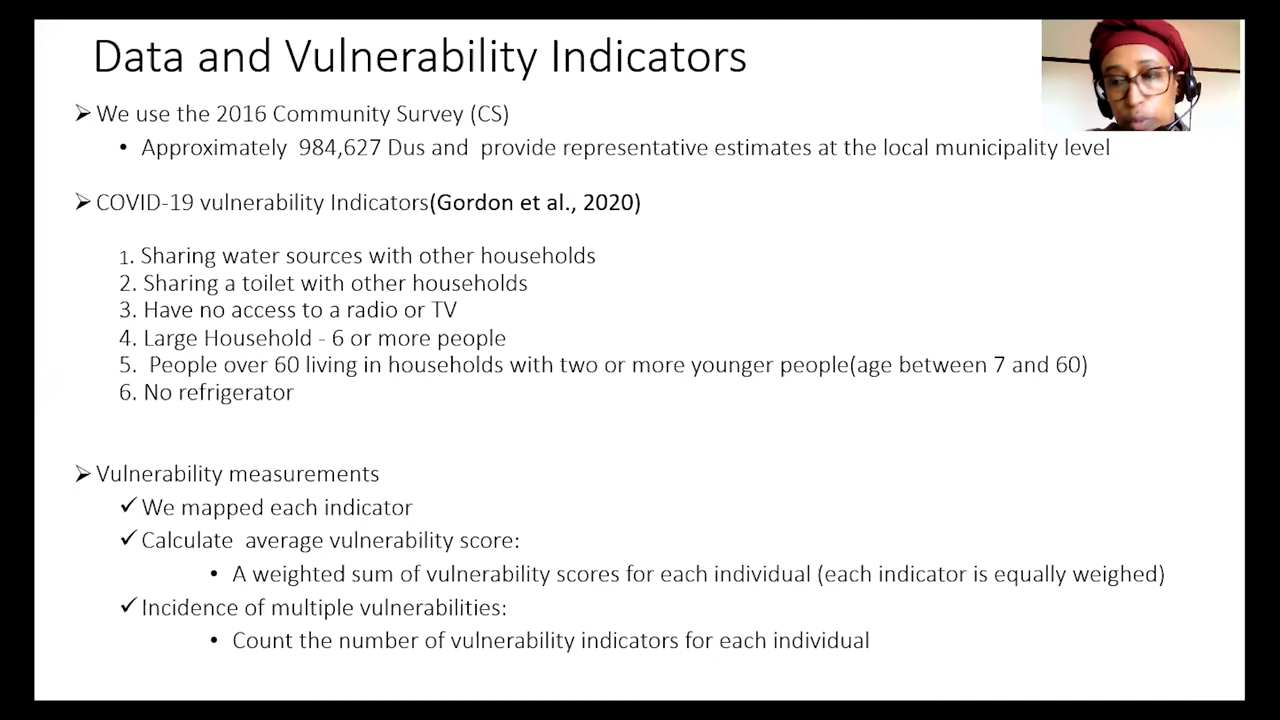 Data and Vulnerability Indicators
➢We use the 2016 Community Survey (CS)
• Approximately 984,627 Dus and provide representative estimates at the local municipality level
➢COVID-19 vulnerability Indicators(Gordon et al., 2020)
1. Sharing water sources with other households
2. Sharing a toilet with other households
3. Have no access to a radio or TV
4. Large Household - 6 or more people
5. People over 60 living in households with two or more younger people(age between 7 and 60)
6. No refrigerator
➢Vulnerability measurements
✓We mapped each indicator
✓Calculate average vulnerability score:
• A weighted sum of vulnerability scores for each individual (each indicator is equally weighed)
✓Incidence of multiple vulnerabilities:
• Count the number of vulnerability indicators for each individual